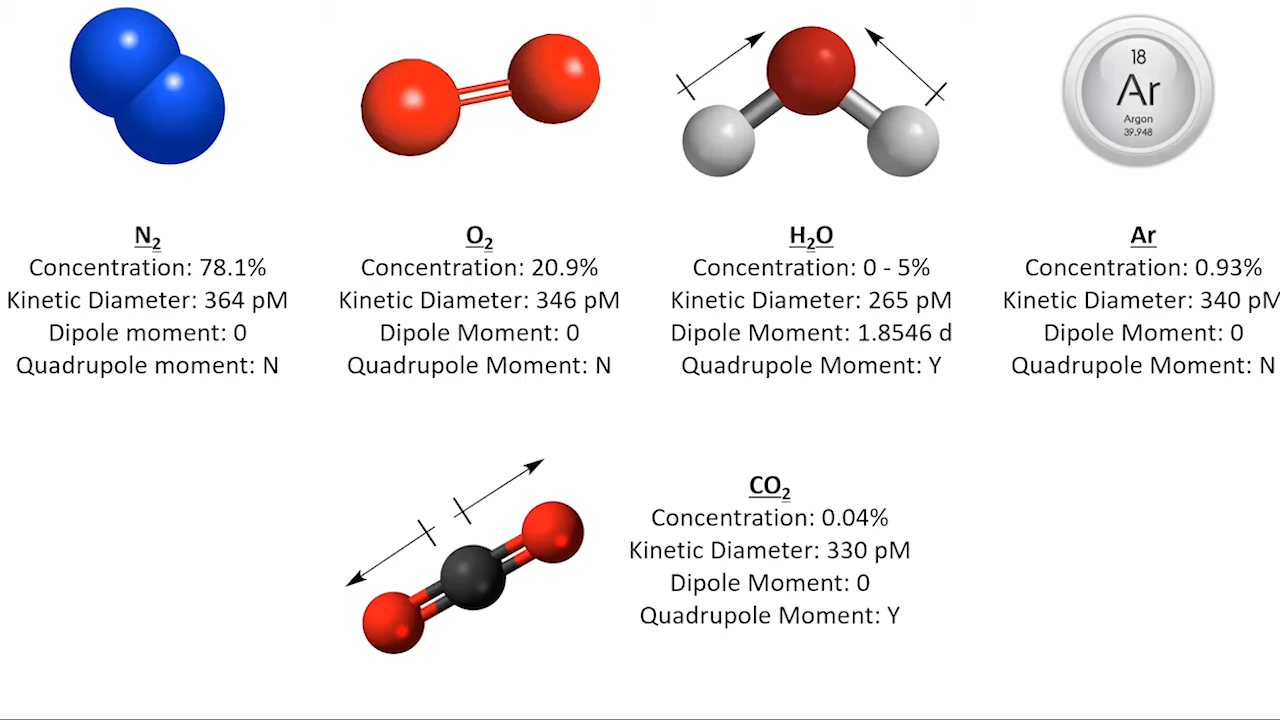 18
Ar
Argon
39.948
N2
Concentration: 78.1%
Kinetic Diameter: 364 pM
Dipole moment: 0
Quadrupole moment: N
O2
Concentration: 20.9%
Kinetic Diameter: 346 pM
Dipole Moment: 0
Quadrupole Moment: N
H2O
Concentration: 0 - 5%
Kinetic Diameter: 265 pM
Dipole Moment: 1.8546 d
Quadrupole Moment: Y
Ar
Concentration: 0.93%
Kinetic Diameter: 340 pM
Dipole Moment: 0
Quadrupole Moment: N
CO2
Concentration: 0.04%
Kinetic Diameter: 330 pM
Dipole Moment: 0
Quadrupole Moment: Y